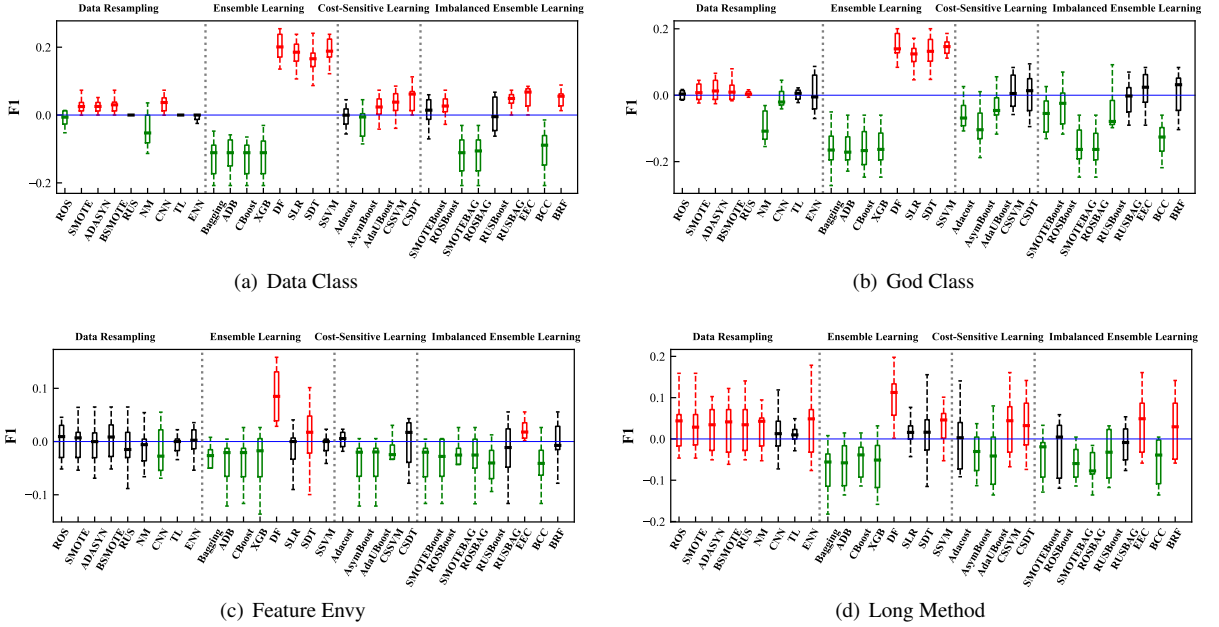 Data Resampling Ensemble Learning Cost-Sensitive Learning Imbalanced Ensemble Learning
F1
0.2
0.0
−0.2
ROS SMOTE ADASYN BSMOTE RUS NM CNN TL ENN Bagging ADB CBoost XGB DF SLR SDT SSVM Adacost AsymBoost AdaUBoost CSSVM CSDT SMOTEBoost ROSBoost SMOTEBAG ROSBAG RUSBoost RUSBAG EEC BCC BRF
(a) Data Class
Data Resampling Ensemble Learning Cost-Sensitive Learning Imbalanced Ensemble Learning
F1
0.2
0.0
−0.2
ROS SMOTE ADASYN BSMOTE RUS NM CNN TL ENN Bagging ADB CBoost XGB DF SLR SDT SSVM Adacost AsymBoost AdaUBoost CSSVM CSDT SMOTEBoost ROSBoost SMOTEBAG ROSBAG RUSBoost RUSBAG EEC BCC BRF
(b) God Class
Data Resampling Ensemble Learning Cost-Sensitive Learning Imbalanced Ensemble Learning
F1
0.1
0.0
−0.1
ROS SMOTE ADASYN BSMOTE RUS NM CNN TL ENN Bagging ADB CBoost XGB DF SLR SDT SSVM Adacost AsymBoost AdaUBoost CSSVM CSDT SMOTEBoost ROSBoost SMOTEBAG ROSBAG RUSBoost RUSBAG EEC BCC BRF
(c) Feature Envy
Data Resampling Ensemble Learning Cost-Sensitive Learning Imbalanced Ensemble Learning
F1
0.2
0.1
0.0
−0.1
−0.2
ROS SMOTE ADASYN BSMOTE RUS NM CNN TL ENN Bagging ADB CBoost XGB DF SLR SDT SSVM Adacost AsymBoost AdaUBoost CSSVM CSDT SMOTEBoost ROSBoost SMOTEBAG ROSBAG RUSBoost RUSBAG EEC BCC BRF
(d) Long Method